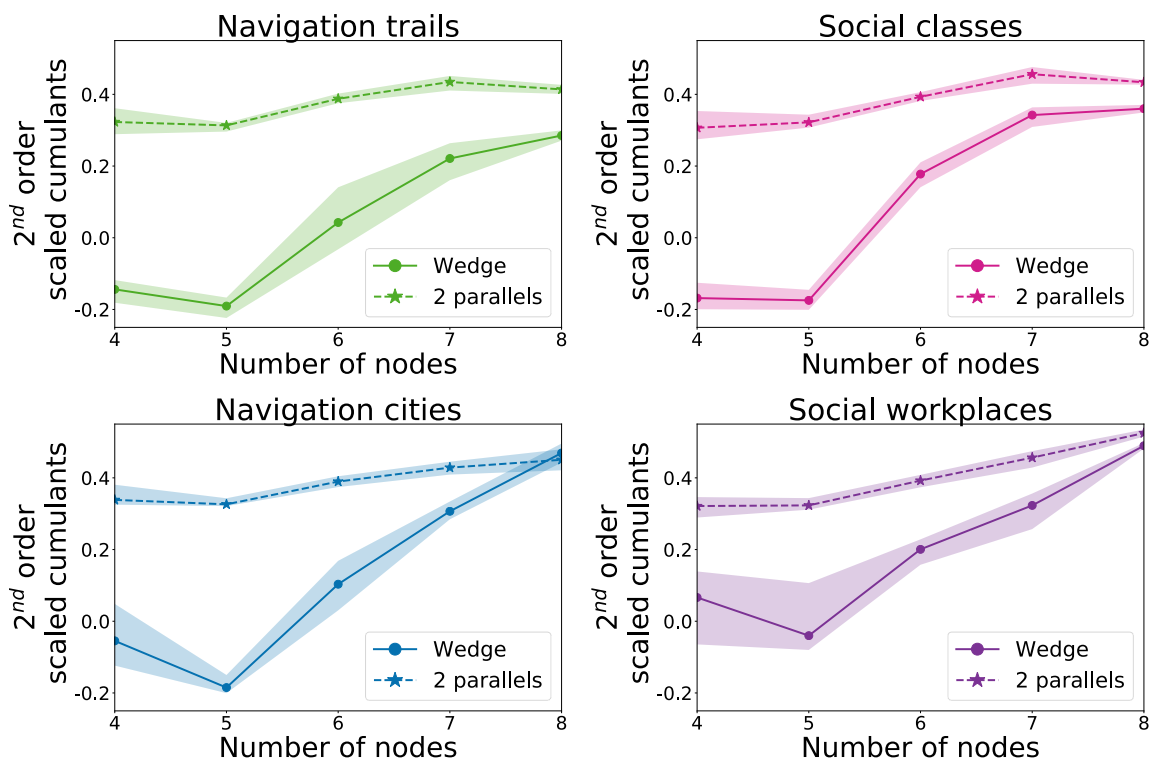 Navigation trails
2nd order
scaled cumulants
0.4
0.2
0.0
-0.2
4 5 6 7 8
Number of nodes
Wedge
2 parallels
Social classes
2nd order
scaled cumulants
0.4
0.2
0.0
-0.2
4 5 6 7 8
Number of nodes
Wedge
2 parallels
Navigation cities
2nd order
scaled cumulants
0.4
0.2
0.0
-0.2
4 5 6 7 8
Number of nodes
Wedge
2 parallels
Social workplaces
2nd order
scaled cumulants
0.4
0.2
0.0
-0.2
4 5 6 7 8
Number of nodes
Wedge
2 parallels